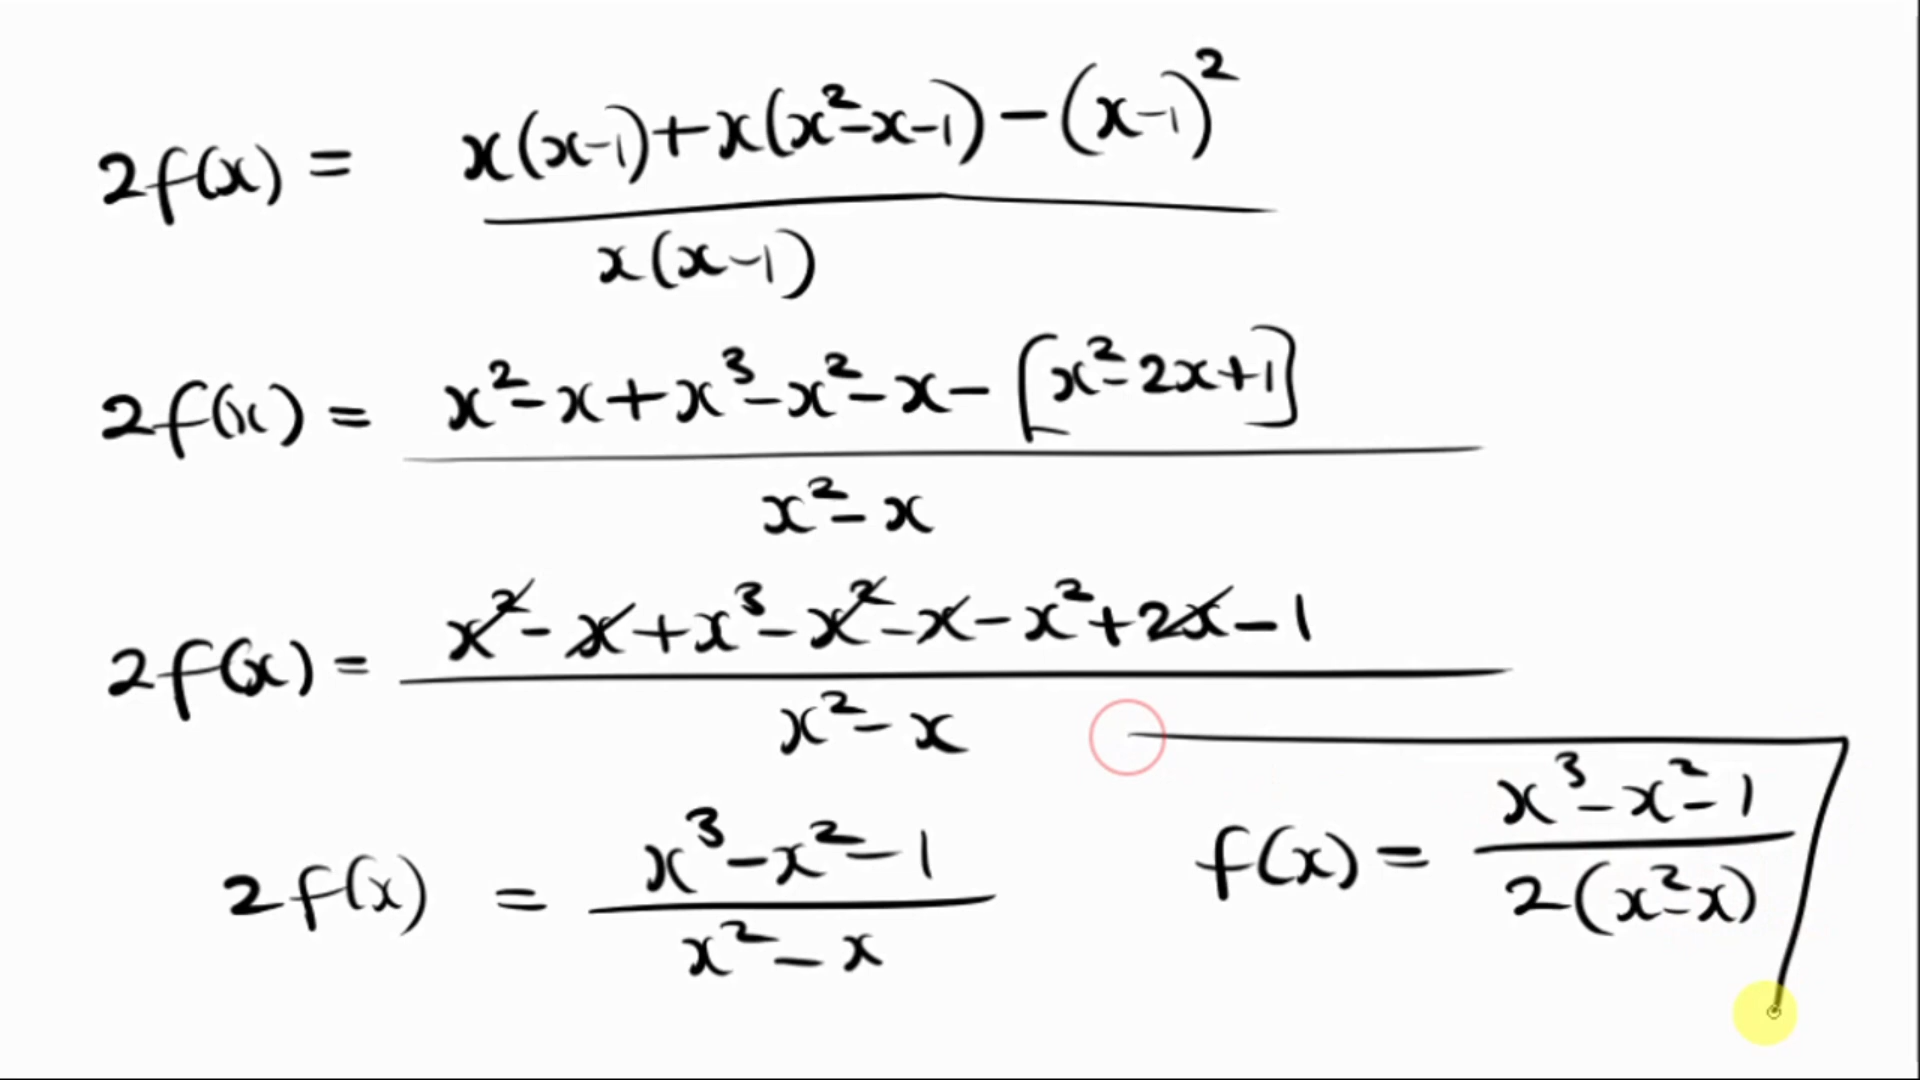 2f(x) = (x(x-1)+x(x²-x-1)-(x-1)²)/(x(x-1))
2f(x) = (x²-x+x³-x²-x-[x²-2x+1])/(x²-x)
2f(x) = (x²-x+x³-x²-x-x²+2x-1)/(x²-x)
2f(x) = (x³-x²-1)/(x²-x)
f(x) = (x³-x²-1)/(2(x²-x))